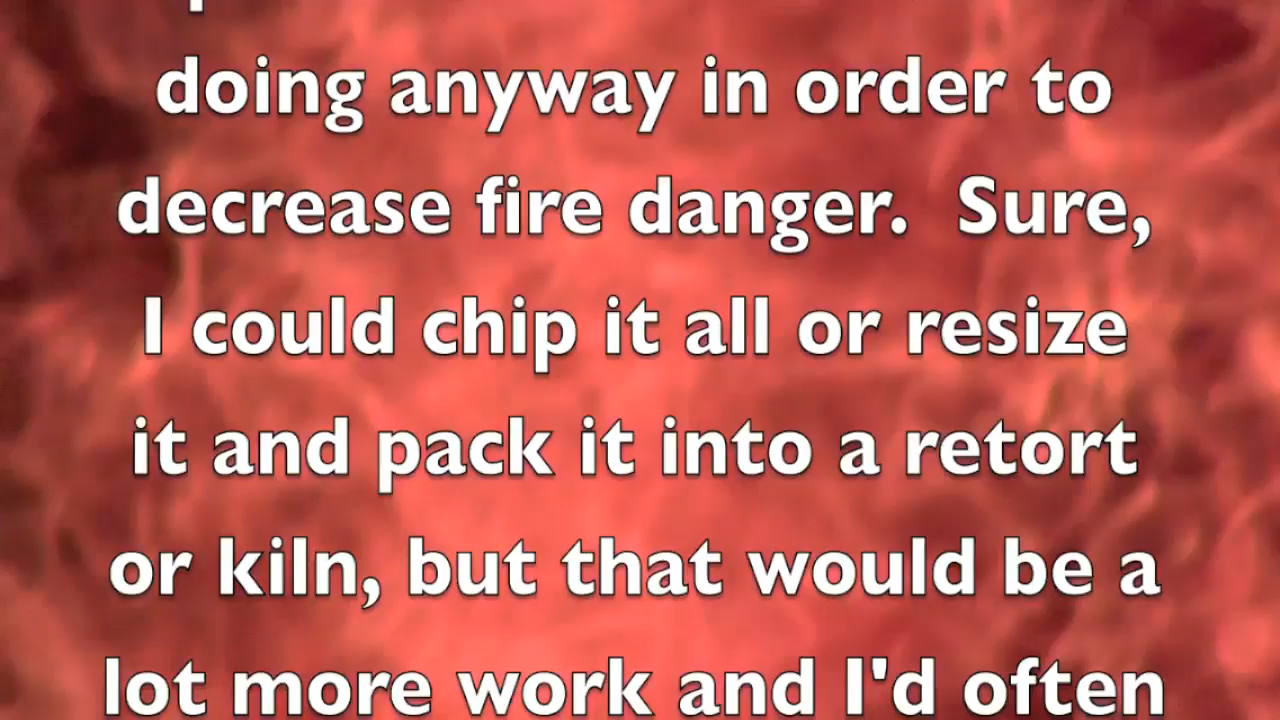 doing anyway in order to
decrease fire danger.  Sure,
I could chip it all or resize
it and pack it into a retort
or kiln, but that would be a
lot more work and I'd often